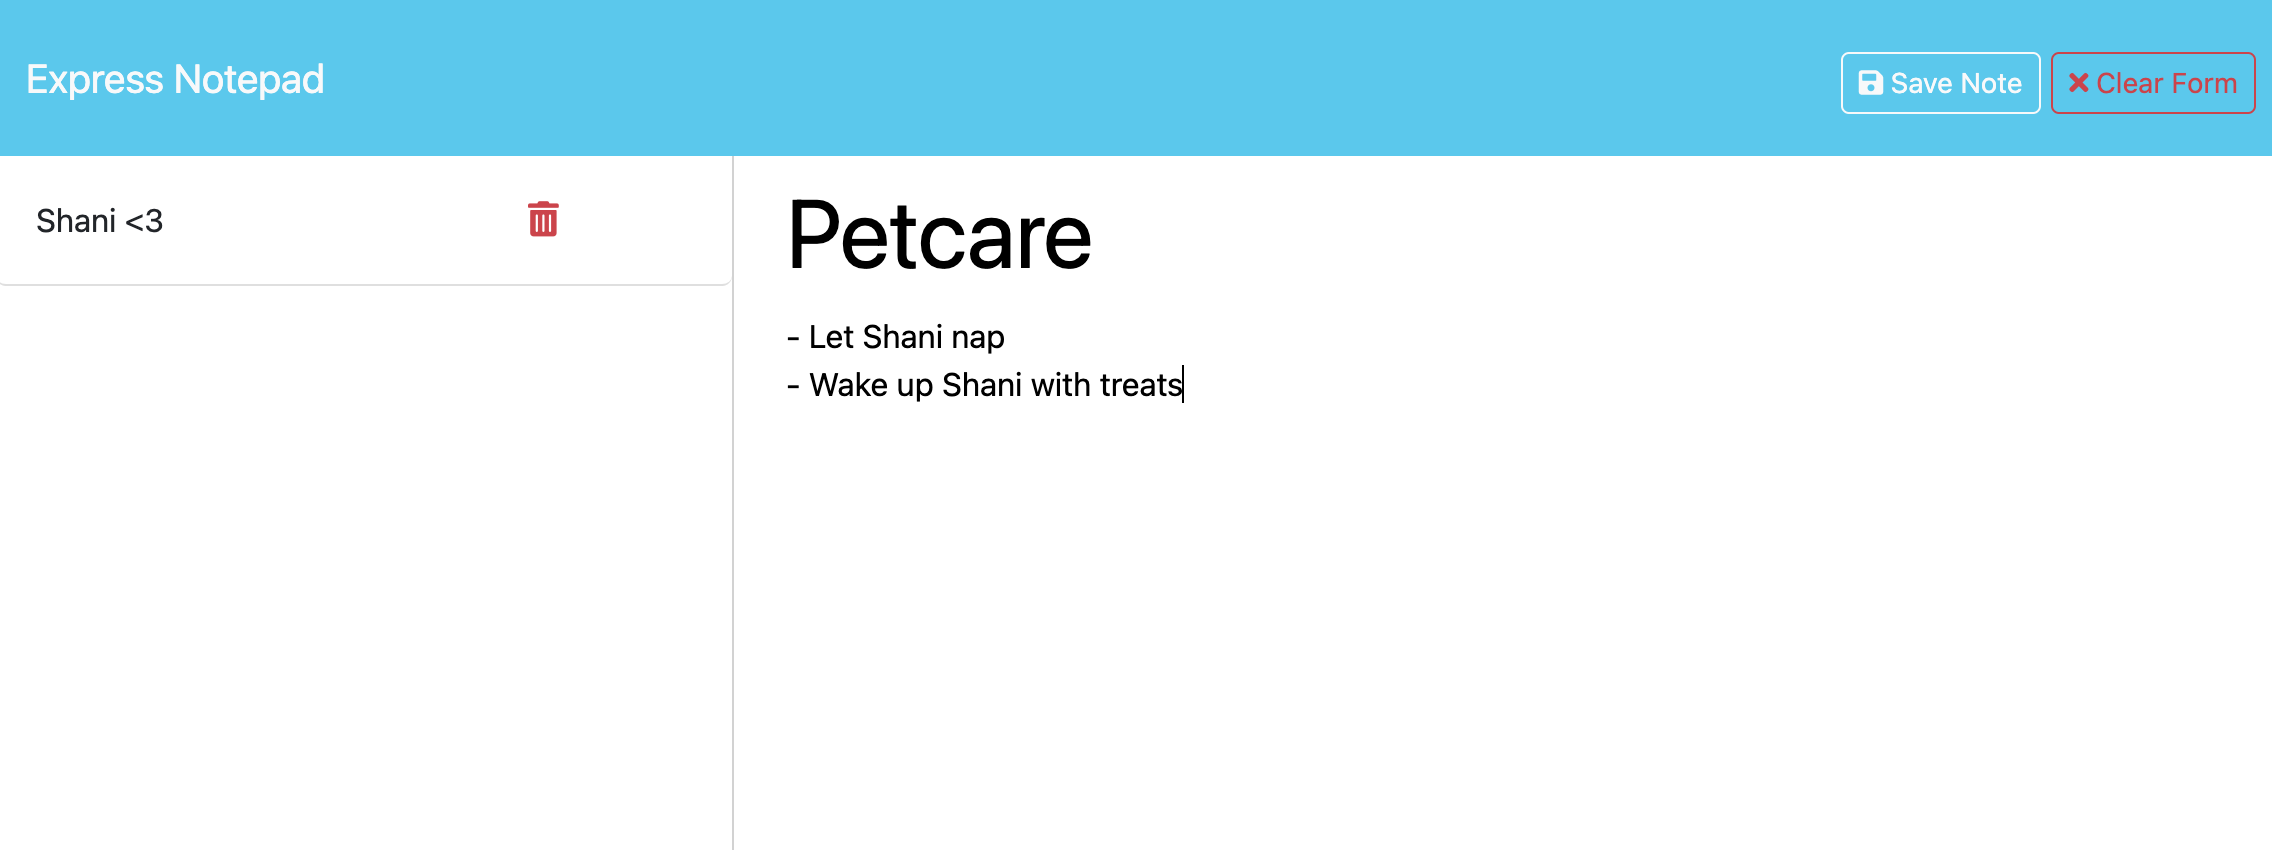 Express Notepad
Save Note
Clear Form
Shani <3
Petcare
- Let Shani nap
- Wake up Shani with treats